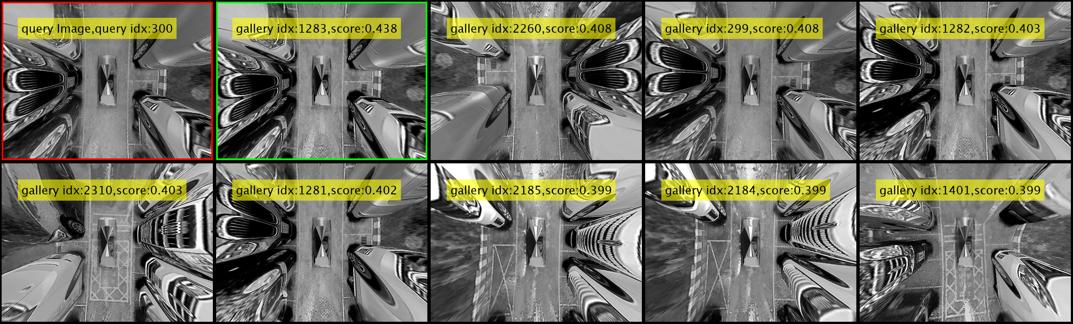 query Image,query idx:300
gallery idx:1283,score:0.438
gallery idx:2260,score:0.408
gallery idx:299,score:0.408
gallery idx:1282,score:0.403
gallery idx:2310,score:0.403
gallery idx:1281,score:0.402
gallery idx:2185,score:0.399
gallery idx:2184,score:0.399
gallery idx:1401,score:0.399